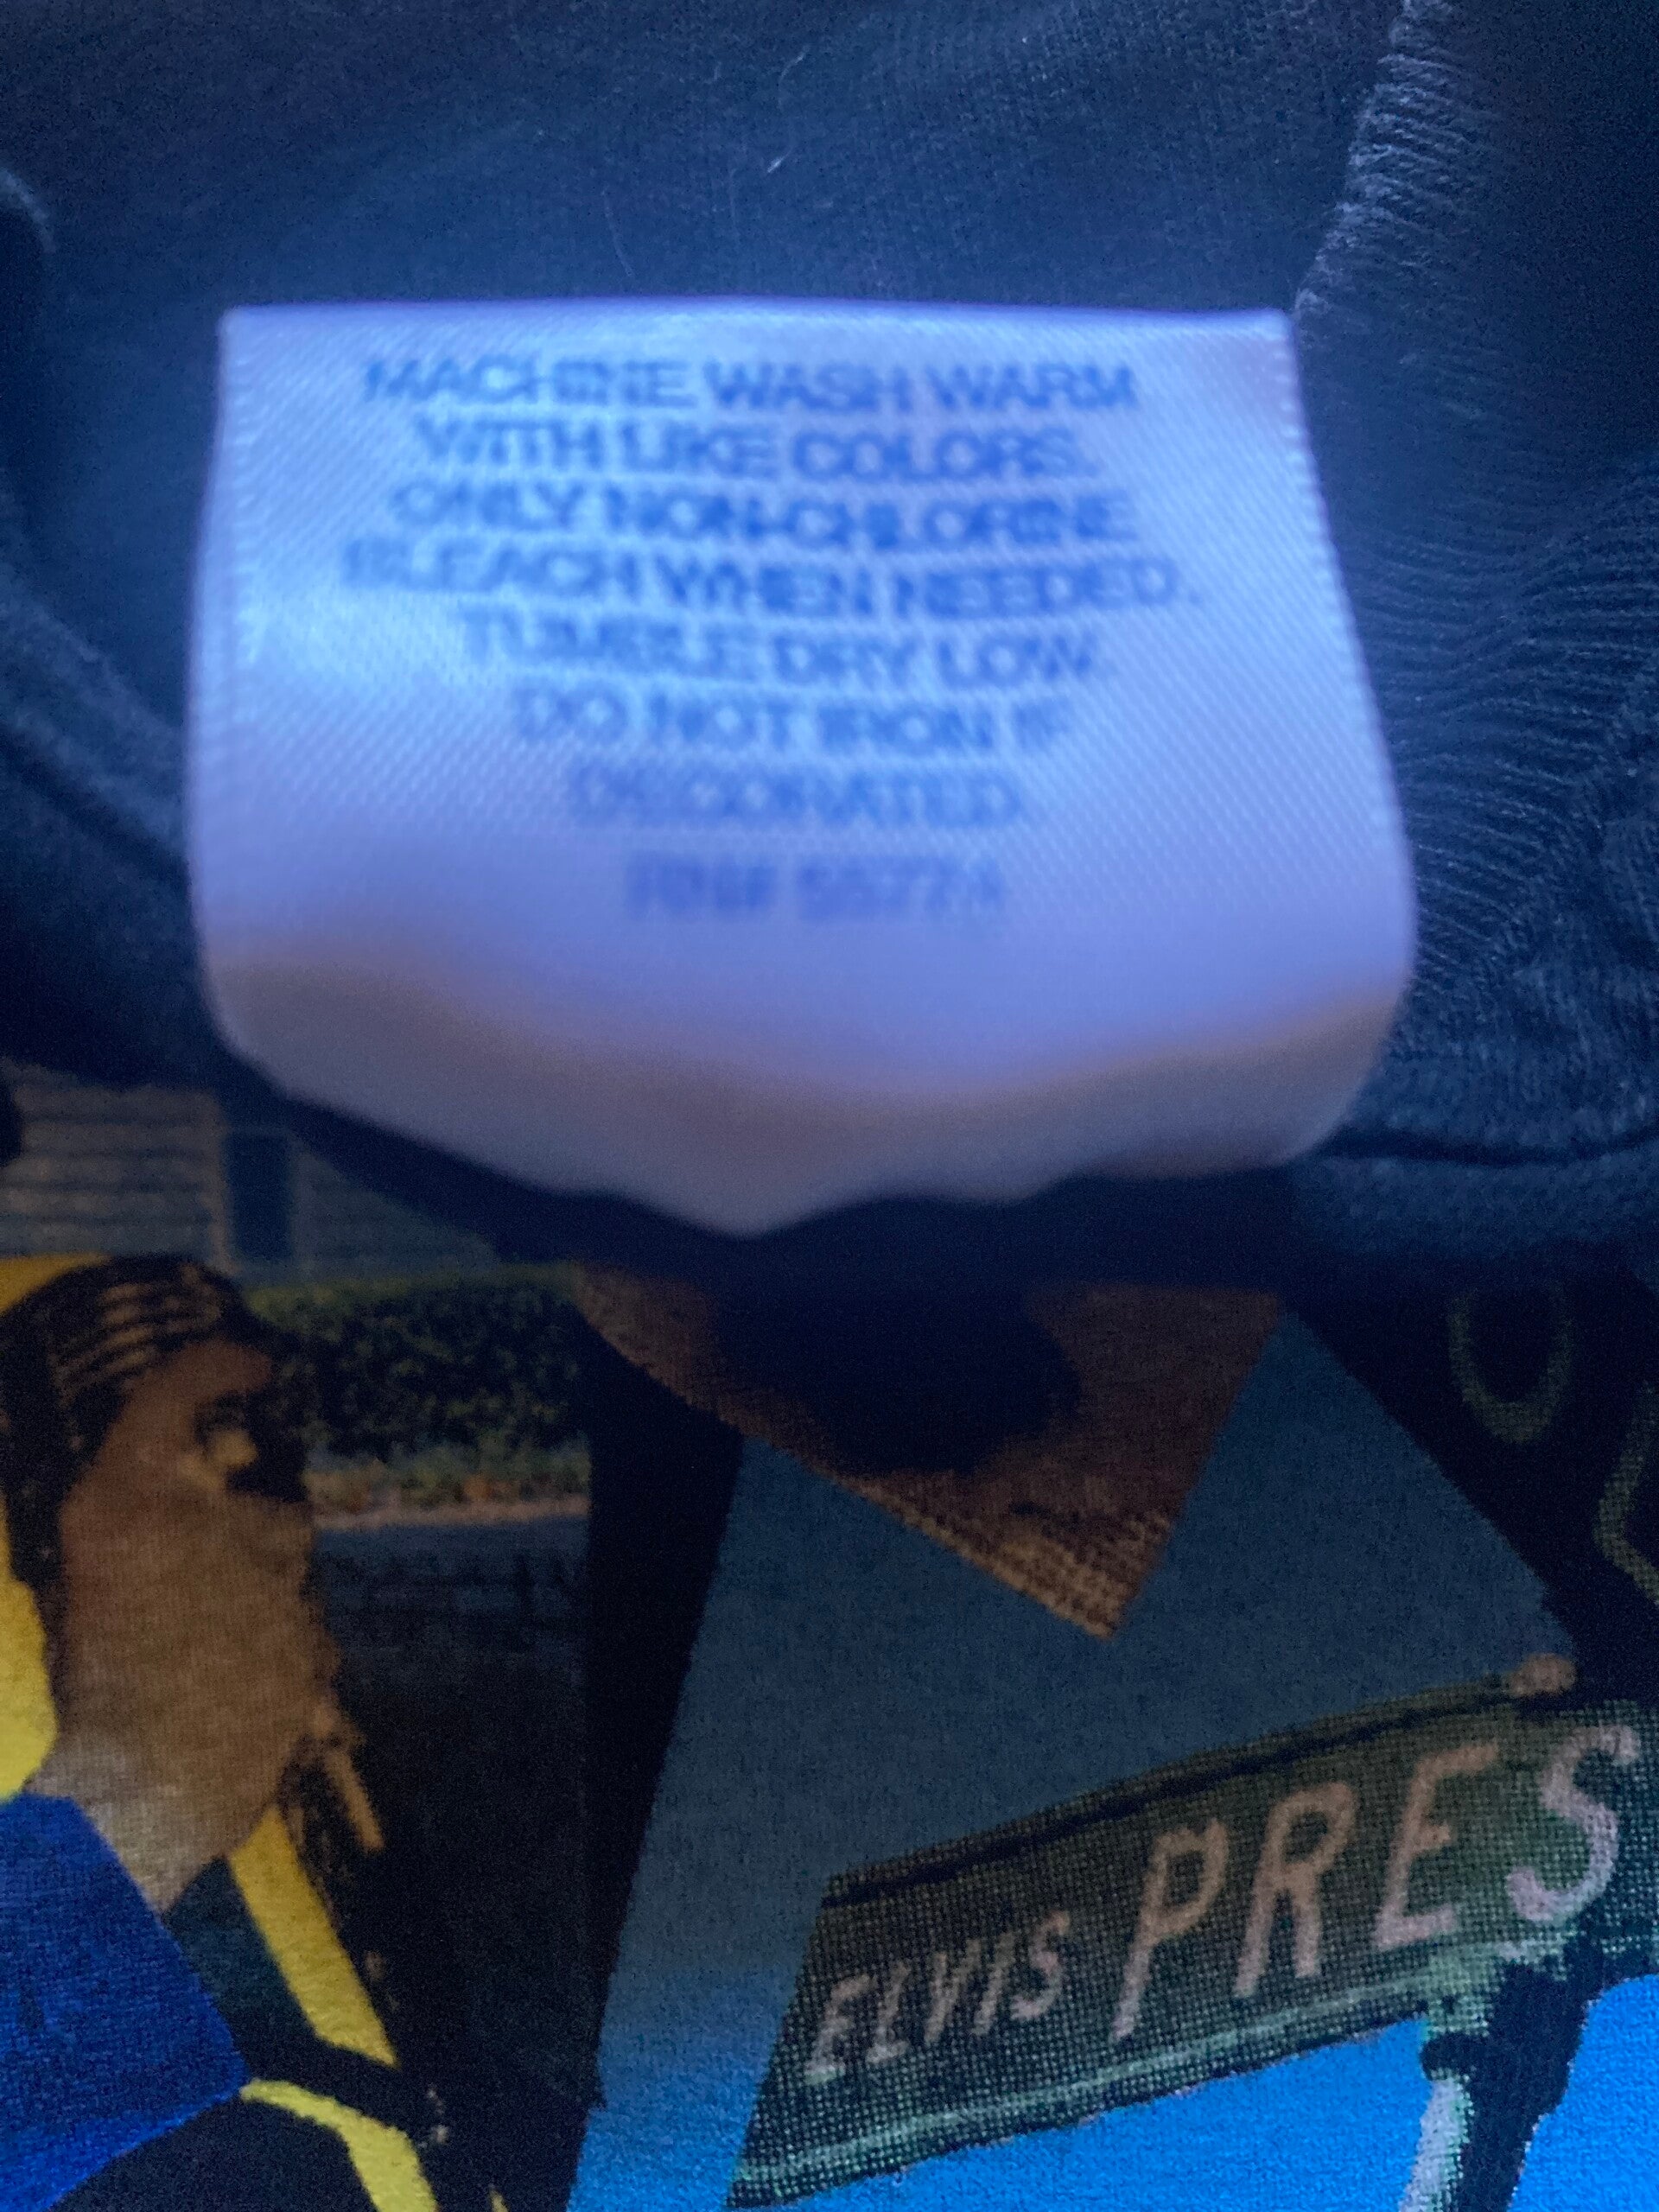 MACHINE WASH WARM
WITH LIKE COLORS.
ONLY NON-CHLORINE
BLEACH WHEN NEEDED.
TUMBLE DRY LOW.
DO NOT IRON IF
DECORATED.
ELVIS PRES